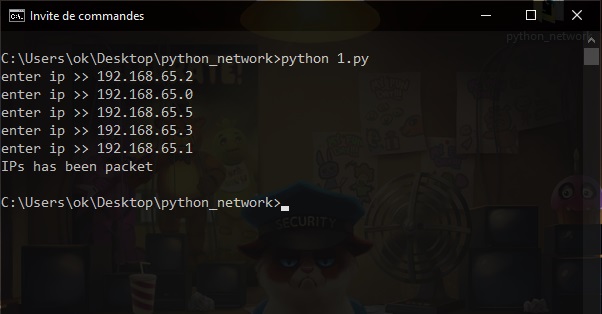 Invite de commandes
python_network
C:\Users\ok\Desktop\python_network>python 1.py
enter ip >> 192.168.65.2
enter ip >> 192.168.65.0
enter ip >> 192.168.65.5
enter ip >> 192.168.65.3
enter ip >> 192.168.65.1
IPs has been packet
C:\Users\ok\Desktop\python_network>
SECURITY